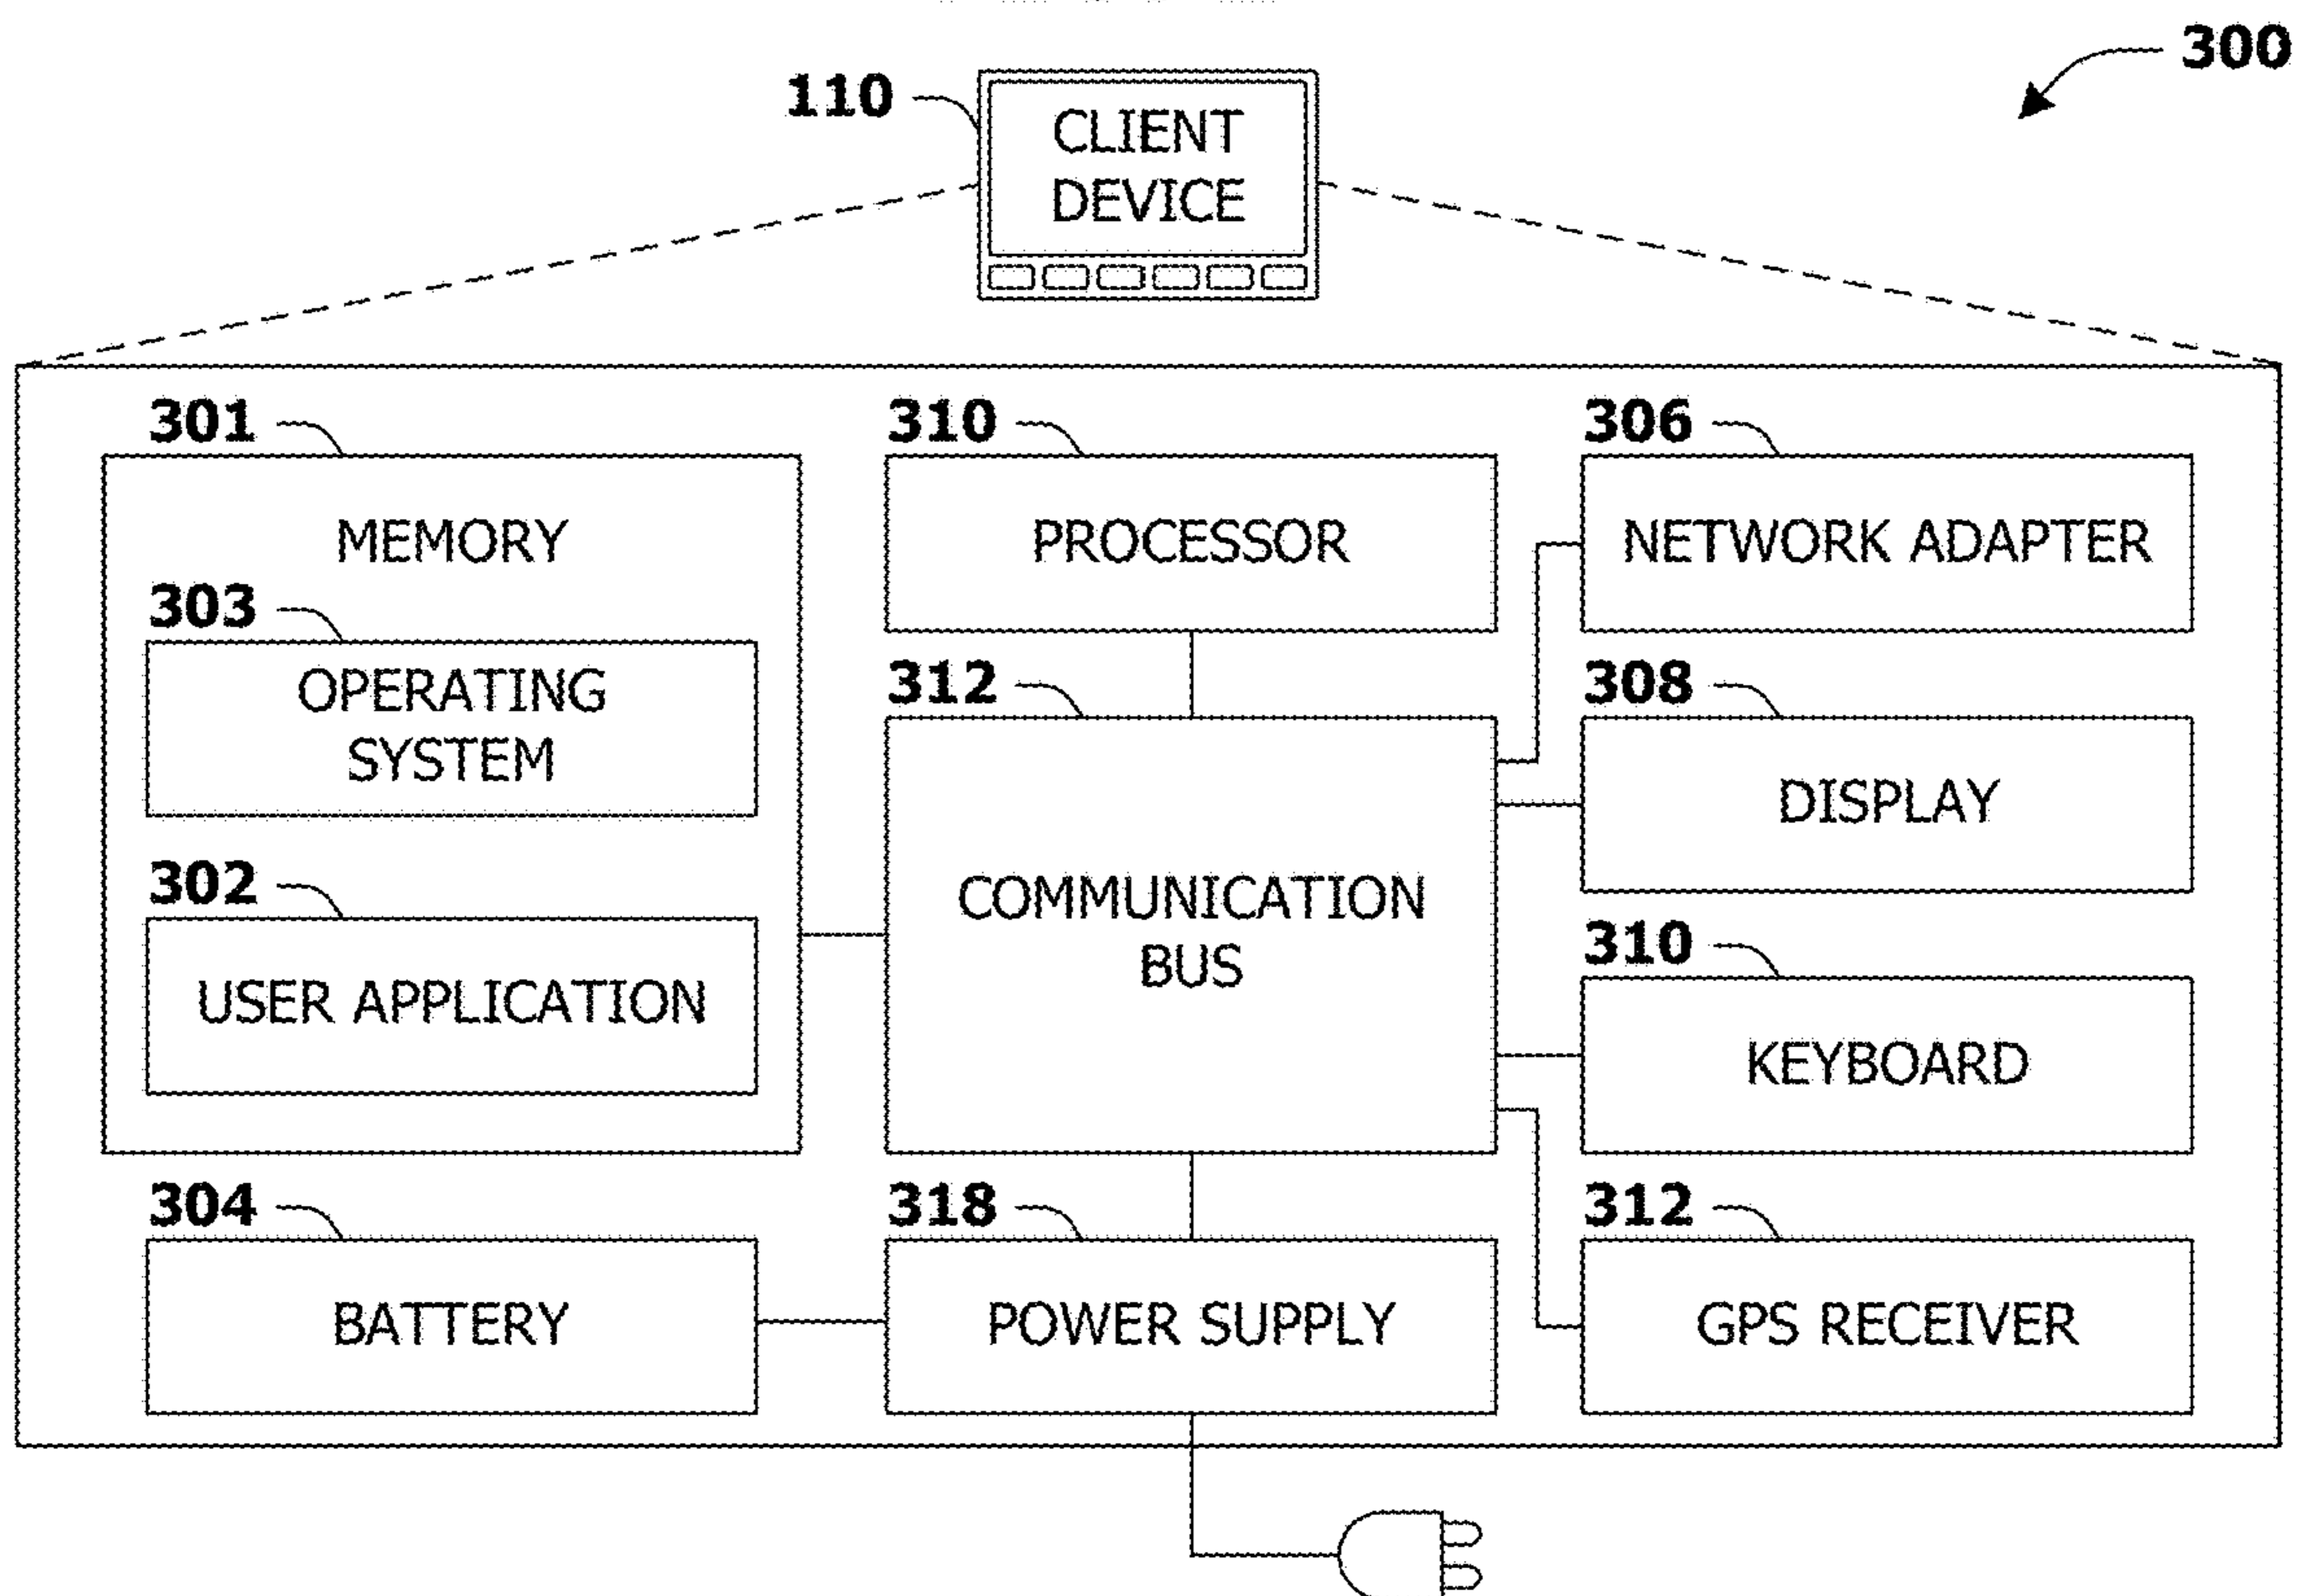 300
110
CLIENT
DEVICE
301
310
306
MEMORY
PROCESSOR
NETWORK ADAPTER
303
312
308
OPERATING
SYSTEM
DISPLAY
302
COMMUNICATION
BUS
310
USER APPLICATION
KEYBOARD
304
318
312
BATTERY
POWER SUPPLY
GPS RECEIVER